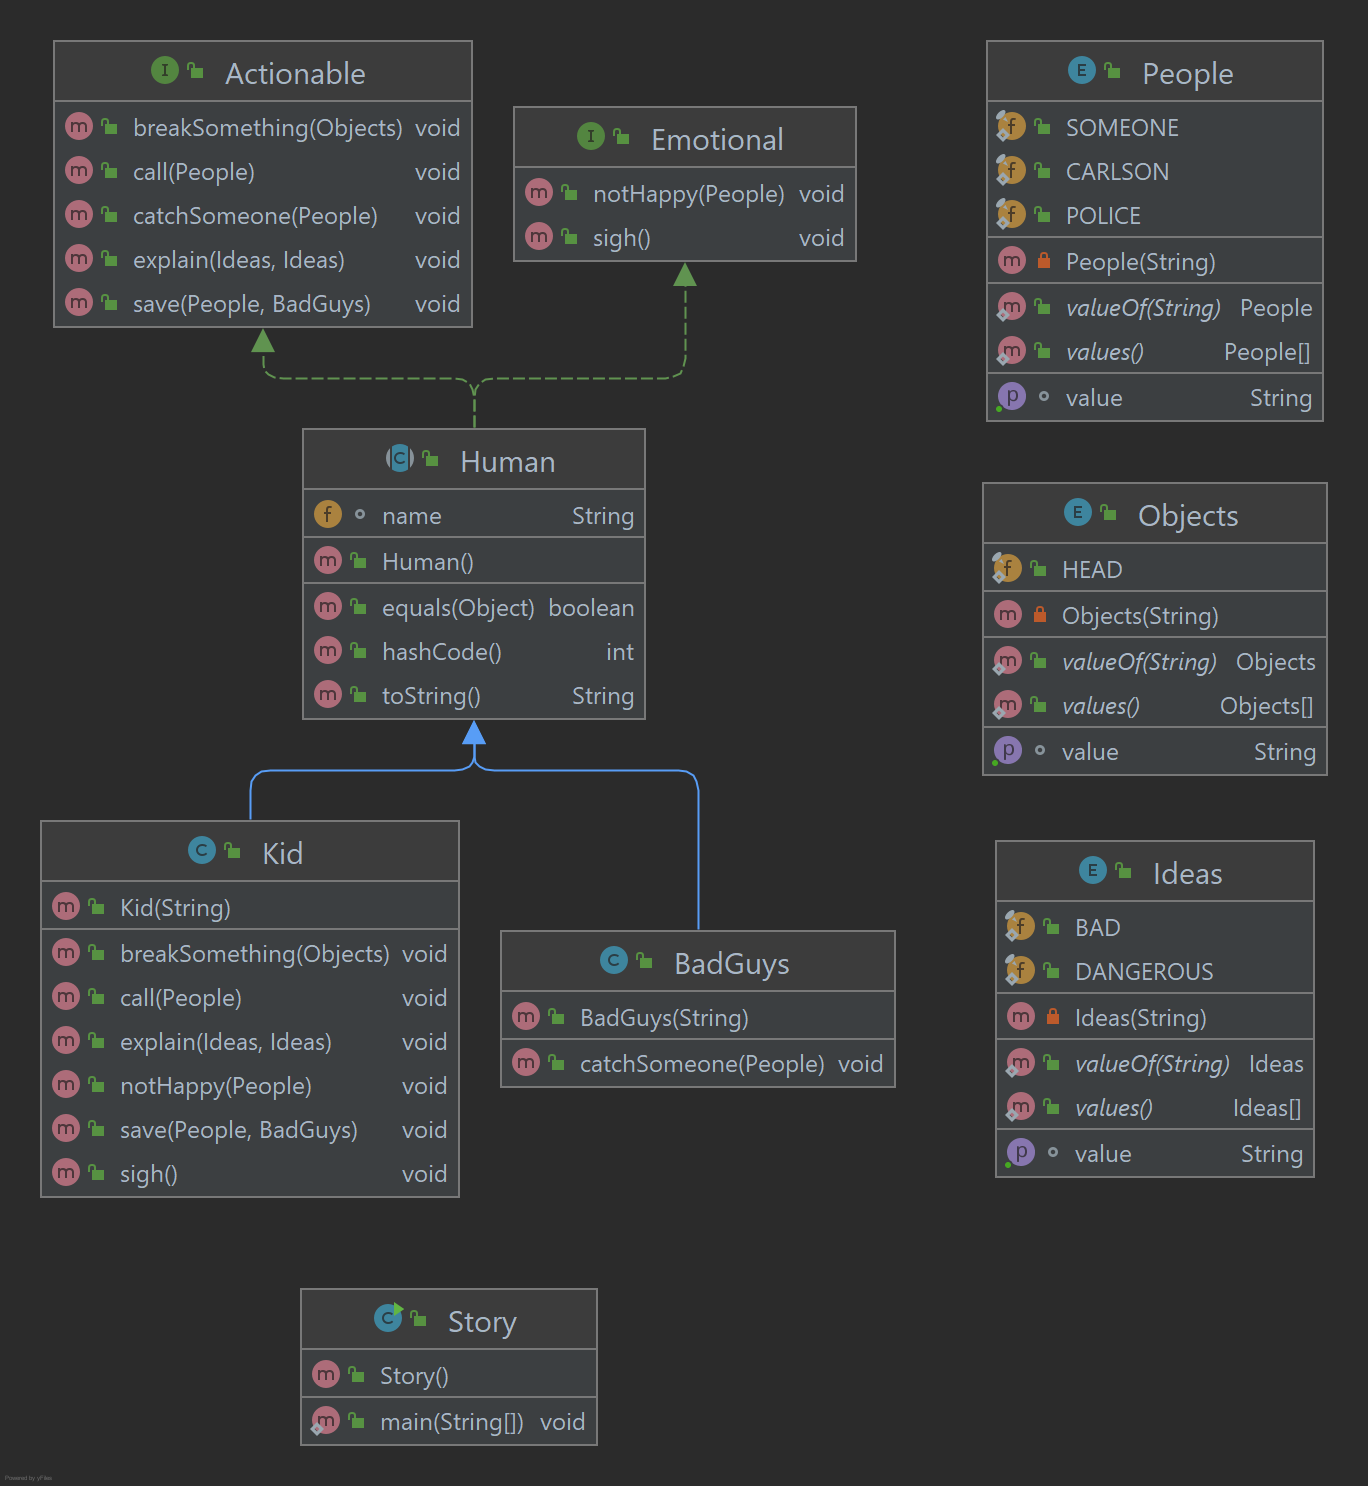 Actionable
breakSomething(Objects) void
call(People) void
catchSomeone(People) void
explain(Ideas, Ideas) void
save(People, BadGuys) void
Emotional
notHappy(People) void
sigh() void
People
SOMEONE
CARLSON
POLICE
People(String)
valueOf(String) People
values() People[]
value String
Human
name String
Human()
equals(Object) boolean
hashCode() int
toString() String
Objects
HEAD
Objects(String)
valueOf(String) Objects
values() Objects[]
value String
Kid
Kid(String)
breakSomething(Objects) void
call(People) void
explain(Ideas, Ideas) void
notHappy(People) void
save(People, BadGuys) void
sigh() void
BadGuys
BadGuys(String)
catchSomeone(People) void
Ideas
BAD
DANGEROUS
Ideas(String)
valueOf(String) Ideas
values() Ideas[]
value String
Story
Story()
main(String[]) void
Powered by yFiles